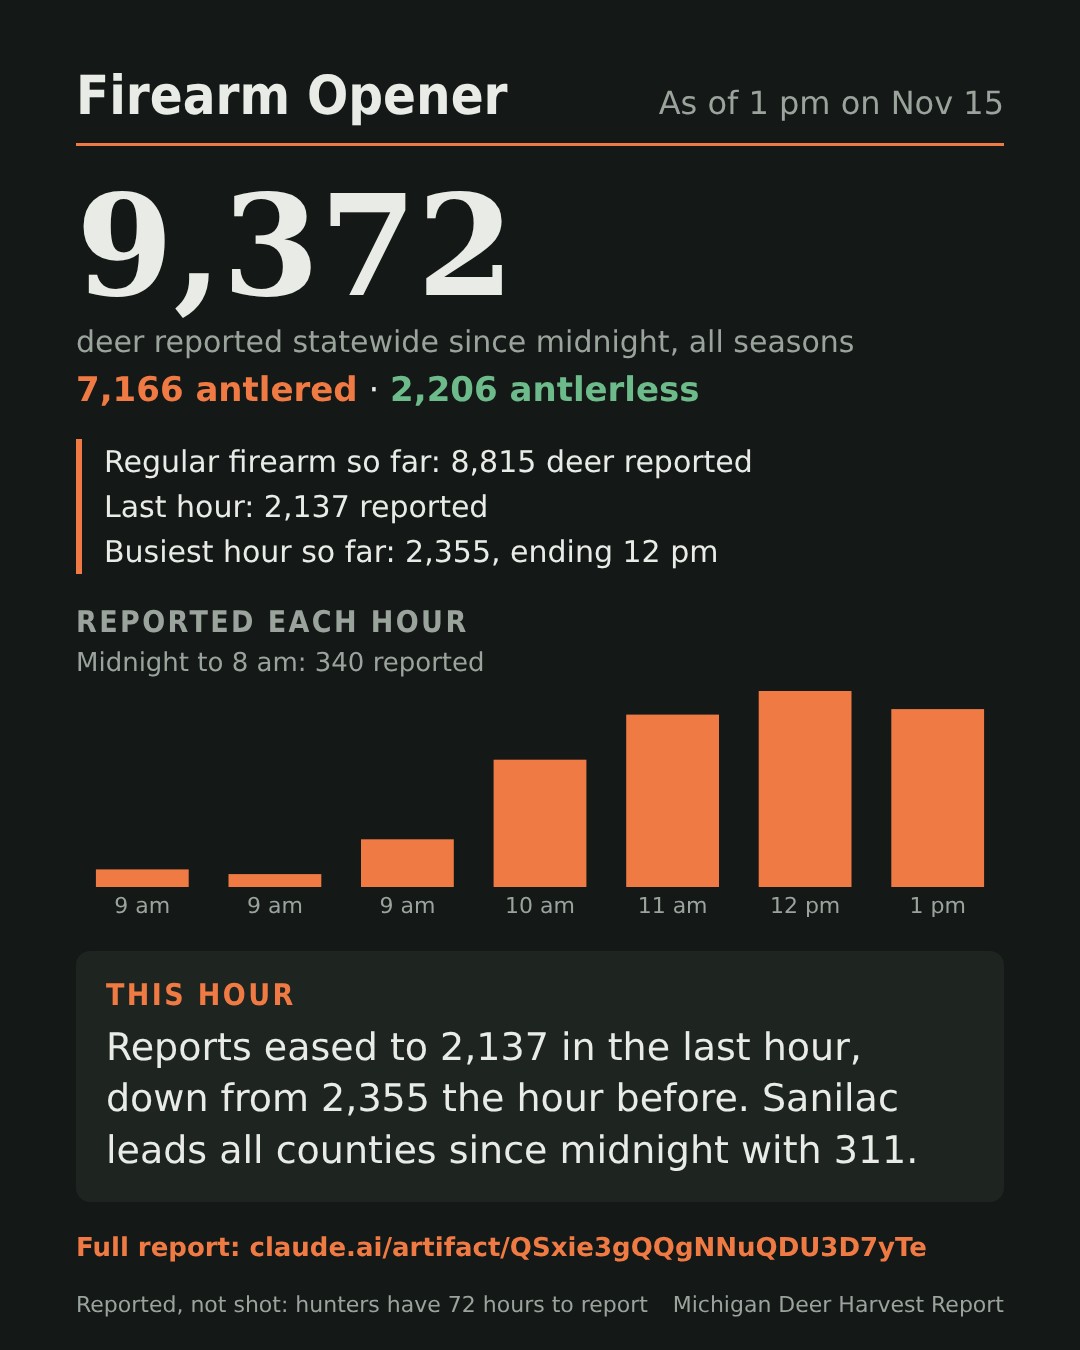 Firearm Opener
As of 1 pm on Nov 15
9,372
deer reported statewide since midnight, all seasons
7,166 antlered · 2,206 antlerless
Regular firearm so far: 8,815 deer reported
Last hour: 2,137 reported
Busiest hour so far: 2,355, ending 12 pm
REPORTED EACH HOUR
Midnight to 8 am: 340 reported
9 am 9 am 9 am 10 am 11 am 12 pm 1 pm
THIS HOUR
Reports eased to 2,137 in the last hour,
down from 2,355 the hour before. Sanilac
leads all counties since midnight with 311.
Full report: claude.ai/artifact/QSxie3gQQgNNuQDU3D7yTe
Reported, not shot: hunters have 72 hours to report
Michigan Deer Harvest Report